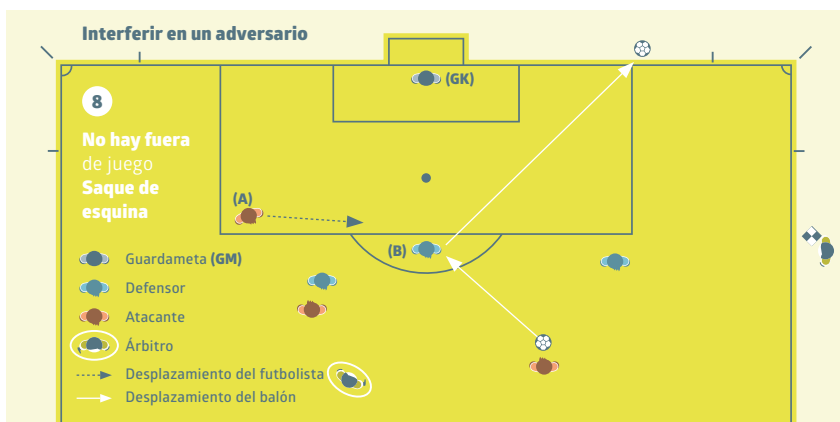 Interferir en un adversario
(GK)
8
No hay fuera
de juego
Saque de
esquina
(A)
(B)
Guardameta (GM)
Defensor
Atacante
Árbitro
Desplazamiento del futbolista
Desplazamiento del balón